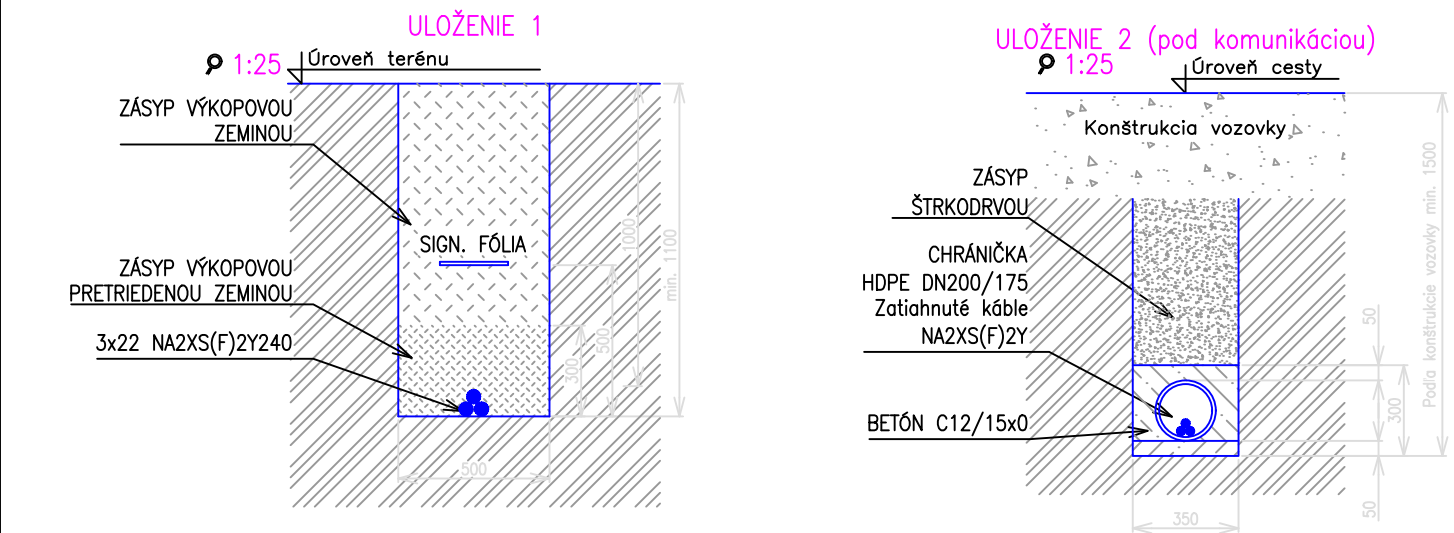 ULOŽENIE 1
1:25
Úroveň terénu
ZÁSYP VÝKOPOVOU
ZEMINOU
SIGN. FÓLIA
ZÁSYP VÝKOPOVOU
PRETRIEDENOU ZEMINOU
3x22 NA2XS(F)2Y240
300
500
1000
min. 1100
500
ULOŽENIE 2 (pod komunikáciou)
1:25
Úroveň cesty
Konštrukcia vozovky
ZÁSYP
ŠTRKODRVOU
CHRÁNIČKA
HDPE DN200/175
Zatiahnuté káble
NA2XS(F)2Y
BETÓN C12/15x0
50
300
50
350
Podľa konštrukcie vozovky min. 1500